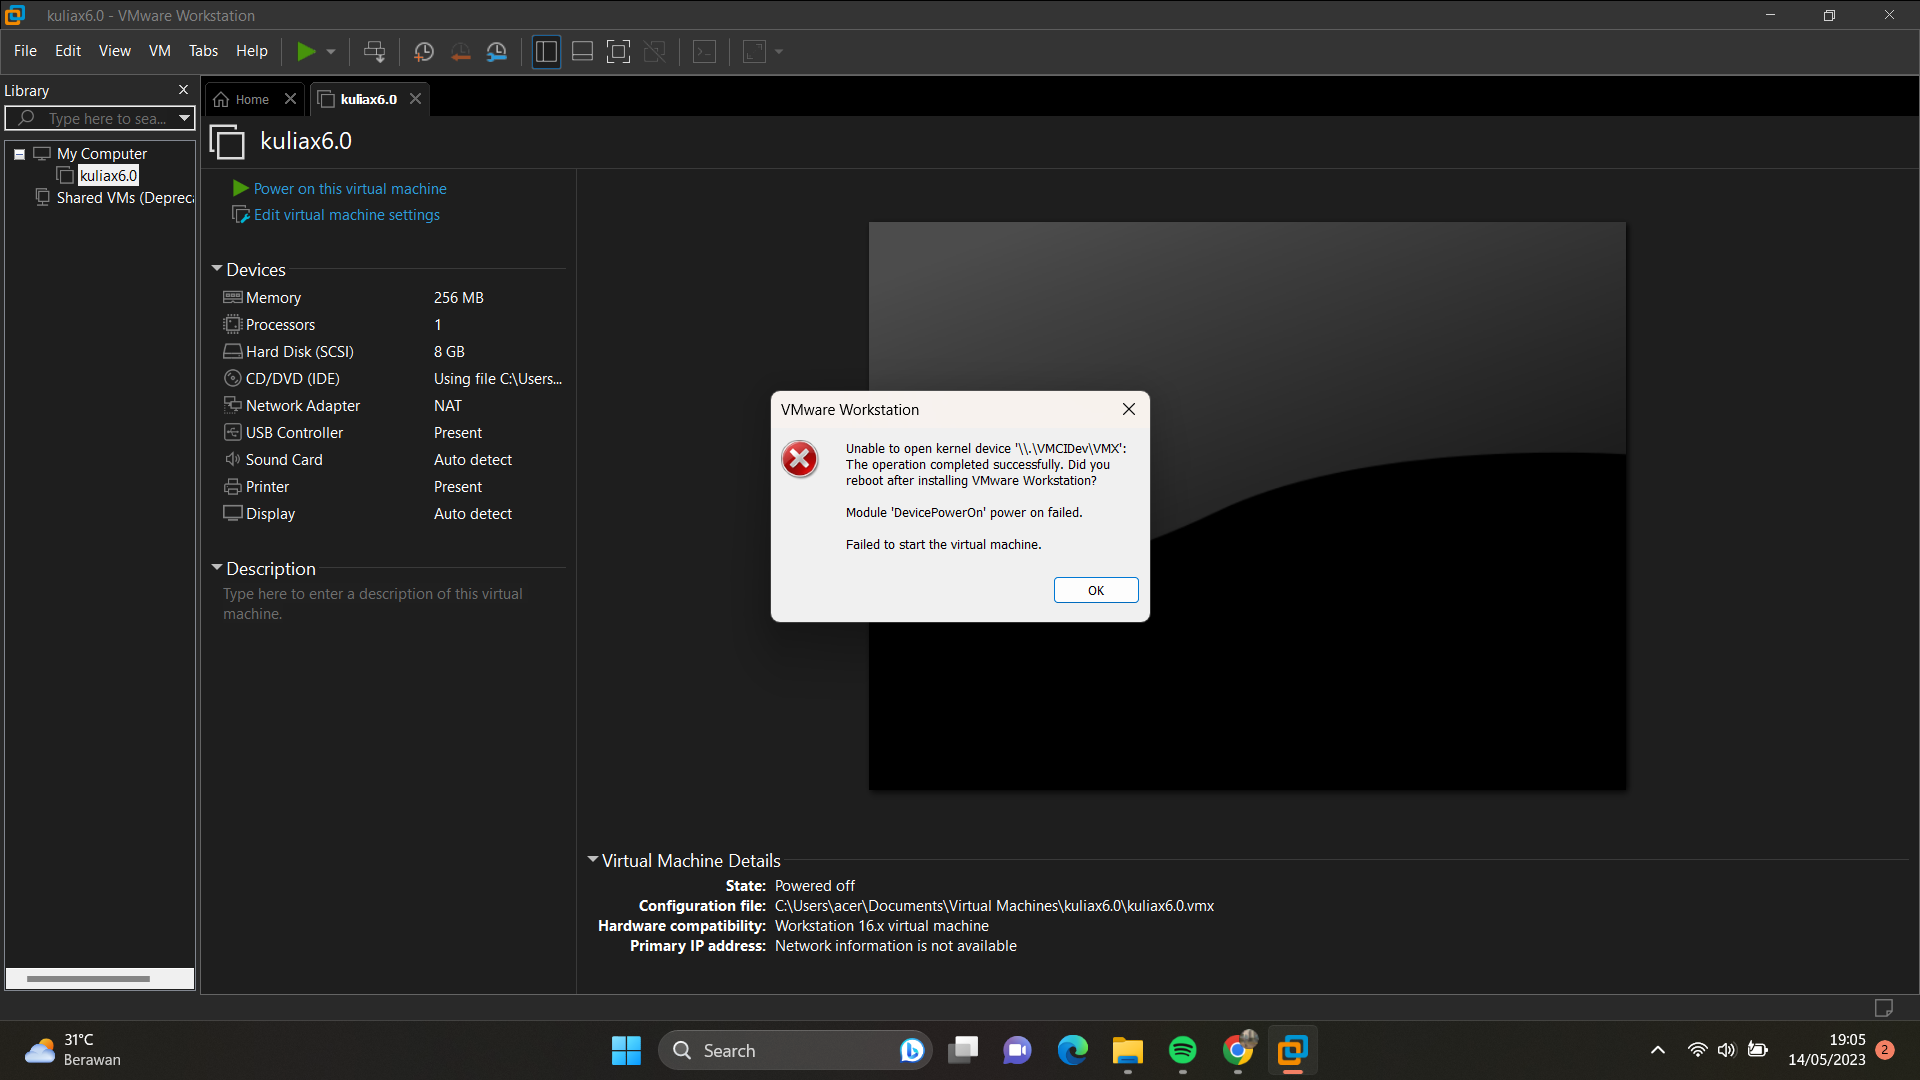 kuliax6.0 - VMware Workstation
File Edit View VM Tabs Help
Library
Type here to sea...
My Computer
kuliax6.0
Shared VMs (Depreca
Home
kuliax6.0
kuliax6.0
Power on this virtual machine
Edit virtual machine settings
Devices
Memory 256 MB
Processors 1
Hard Disk (SCSI) 8 GB
CD/DVD (IDE) Using file C:\Users...
Network Adapter NAT
USB Controller Present
Sound Card Auto detect
Printer Present
Display Auto detect
Description
Type here to enter a description of this virtual
machine.
VMware Workstation
Unable to open kernel device '\\.\VMCIDev\VMX':
The operation completed successfully. Did you
reboot after installing VMware Workstation?
Module 'DevicePowerOn' power on failed.
Failed to start the virtual machine.
OK
Virtual Machine Details
State: Powered off
Configuration file: C:\Users\acer\Documents\Virtual Machines\kuliax6.0\kuliax6.0.vmx
Hardware compatibility: Workstation 16.x virtual machine
Primary IP address: Network information is not available
31°C
Berawan
Search
19:05
14/05/2023
2